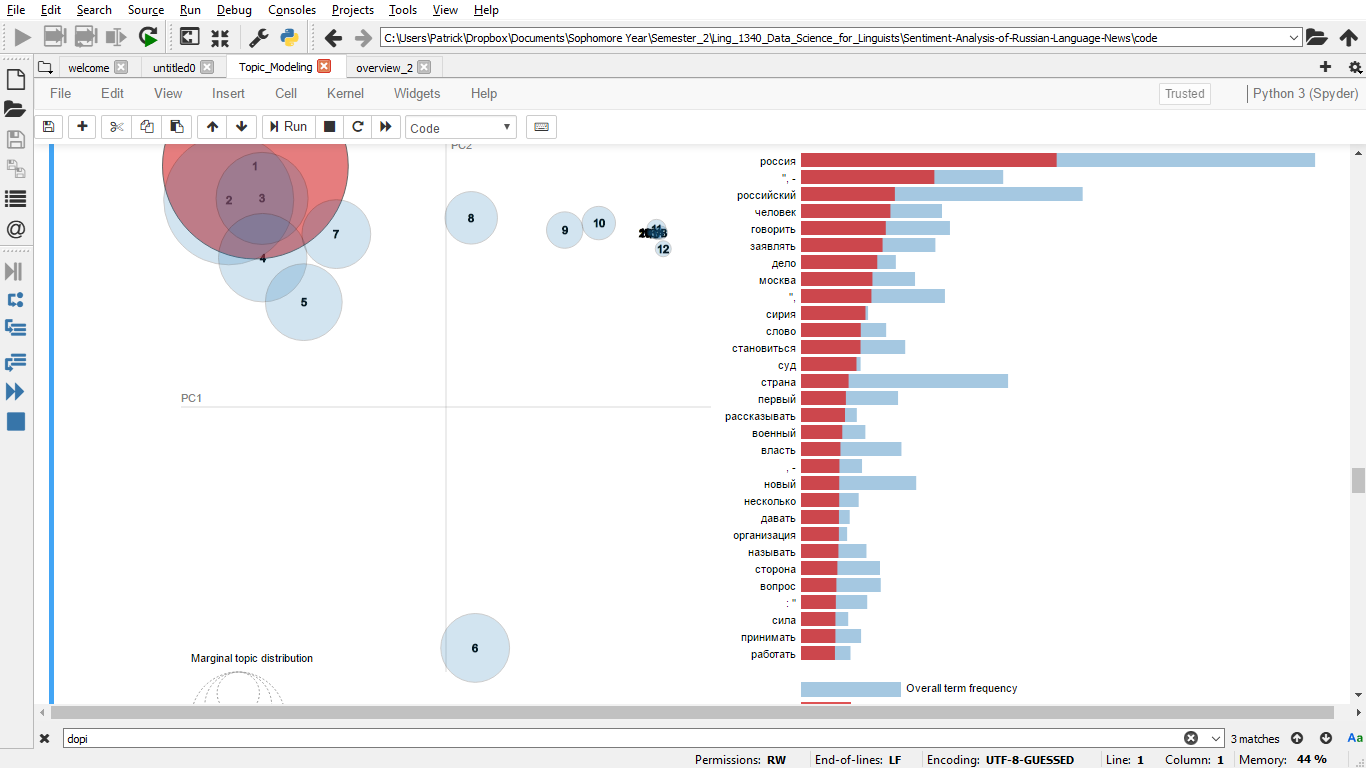 File Edit Search Source Run Debug Consoles Projects Tools View Help
C:\Users\Patrick\Dropbox\Documents\Sophomore Year\Semester_2\Ling_1340_Data_Science_for_Linguists\Sentiment-Analysis-of-Russian-Language-News\code
welcome untitled0 Topic_Modeling overview_2
File Edit View Insert Cell Kernel Widgets Help Trusted Python 3 (Spyder)
Run Code
PC2
1
2 3
4
5
7
8
9
10
11
12
PC1
6
Marginal topic distribution
россия
", -
российский
человек
говорить
заявлять
дело
москва
",
сирия
слово
становиться
суд
страна
первый
рассказывать
военный
власть
, -
новый
несколько
давать
организация
называть
сторона
вопрос
: "
сила
принимать
работать
Overall term frequency
dopi 3 matches Aa
Permissions: RW End-of-lines: LF Encoding: UTF-8-GUESSED Line: 1 Column: 1 Memory: 44 %